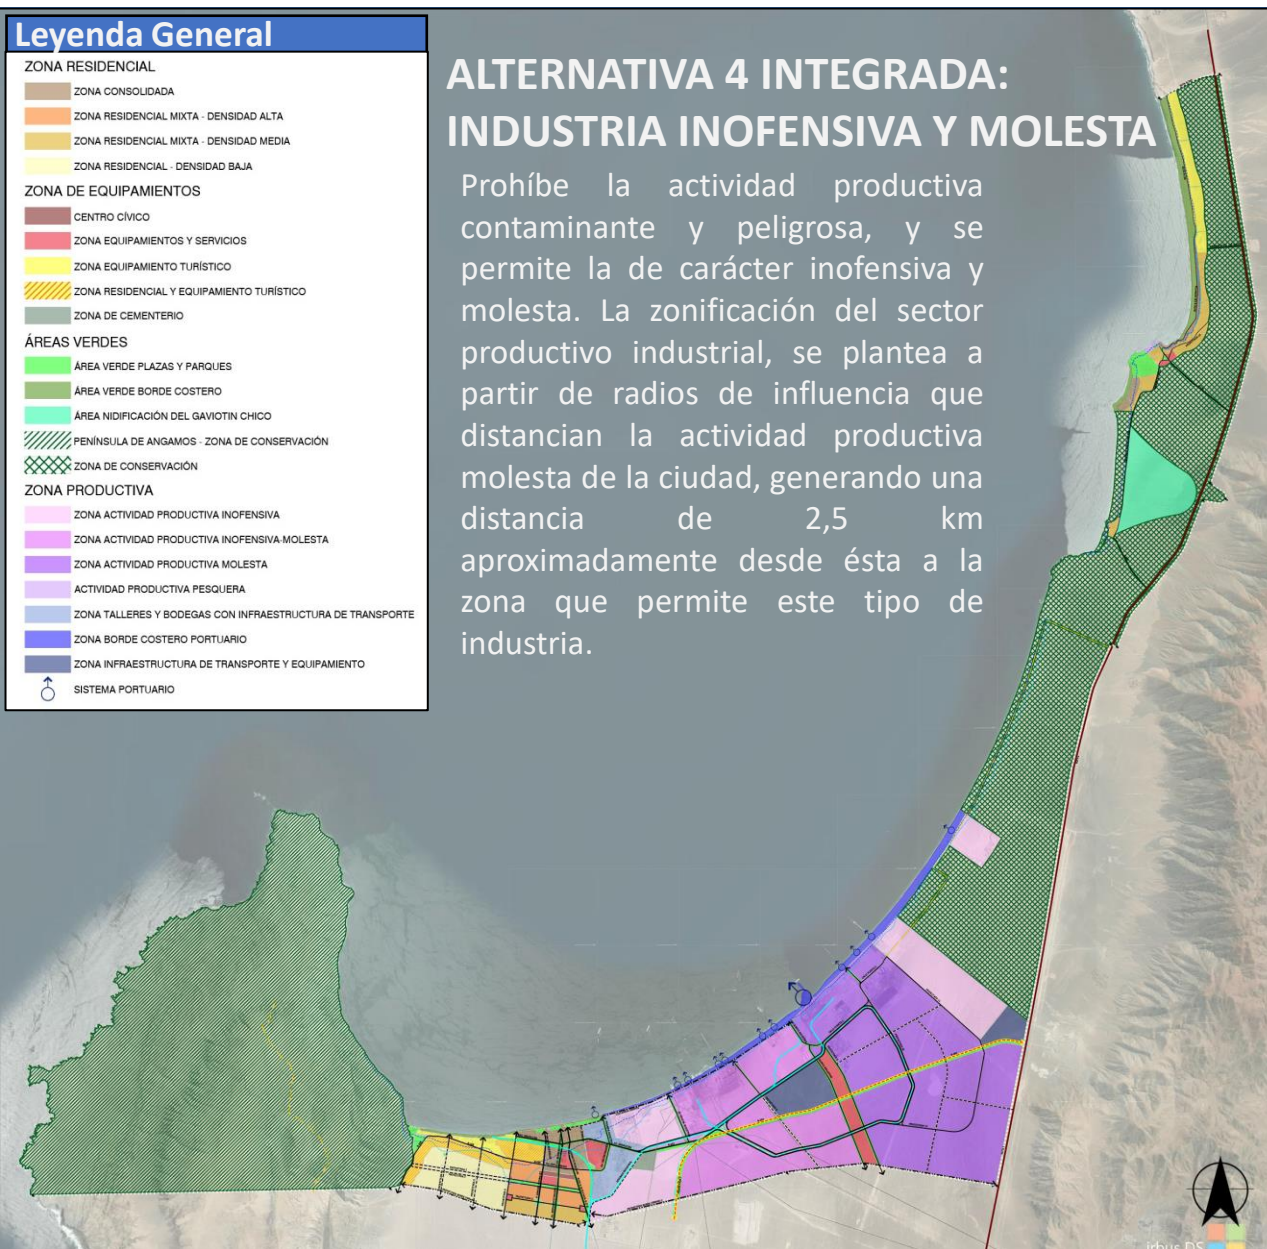 Leyenda General
ZONA RESIDENCIAL
ZONA CONSOLIDADA
ZONA RESIDENCIAL MIXTA - DENSIDAD ALTA
ZONA RESIDENCIAL MIXTA - DENSIDAD MEDIA
ZONA RESIDENCIAL - DENSIDAD BAJA
ZONA DE EQUIPAMIENTOS
CENTRO CÍVICO
ZONA EQUIPAMIENTOS Y SERVICIOS
ZONA EQUIPAMIENTO TURÍSTICO
ZONA RESIDENCIAL Y EQUIPAMIENTO TURÍSTICO
ZONA DE CEMENTERIO
ÁREAS VERDES
ÁREA VERDE PLAZAS Y PARQUES
ÁREA VERDE BORDE COSTERO
ÁREA NIDIFICACIÓN DEL GAVIOTIN CHICO
PENÍNSULA DE ANGAMOS - ZONA DE CONSERVACIÓN
ZONA DE CONSERVACIÓN
ZONA PRODUCTIVA
ZONA ACTIVIDAD PRODUCTIVA INOFENSIVA
ZONA ACTIVIDAD PRODUCTIVA INOFENSIVA-MOLESTA
ZONA ACTIVIDAD PRODUCTIVA MOLESTA
ACTIVIDAD PRODUCTIVA PESQUERA
ZONA TALLERES Y BODEGAS CON INFRAESTRUCTURA DE TRANSPORTE
ZONA BORDE COSTERO PORTUARIO
ZONA INFRAESTRUCTURA DE TRANSPORTE Y EQUIPAMIENTO
SISTEMA PORTUARIO
ALTERNATIVA 4 INTEGRADA:
INDUSTRIA INOFENSIVA Y MOLESTA
Prohíbe la actividad productiva
contaminante y peligrosa, y se
permite la de carácter inofensiva y
molesta. La zonificación del sector
productivo industrial, se plantea a
partir de radios de influencia que
distancian la actividad productiva
molesta de la ciudad, generando una
distancia de 2,5 km
aproximadamente desde ésta a la
zona que permite este tipo de
industria.
irbus DS